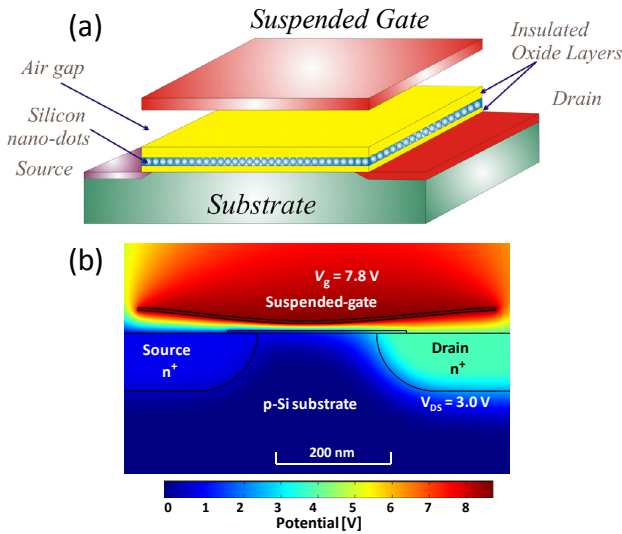 (a)
Suspended Gate
Insulated
Oxide Layers
Air gap
Drain
Silicon
nano-dots
Source
Substrate
(b)
Vg = 7.8 V
Suspended-gate
Source
n+
Drain
n+
p-Si substrate
VDS = 3.0 V
200 nm
0 1 2 3 4 5 6 7 8
Potential [V]